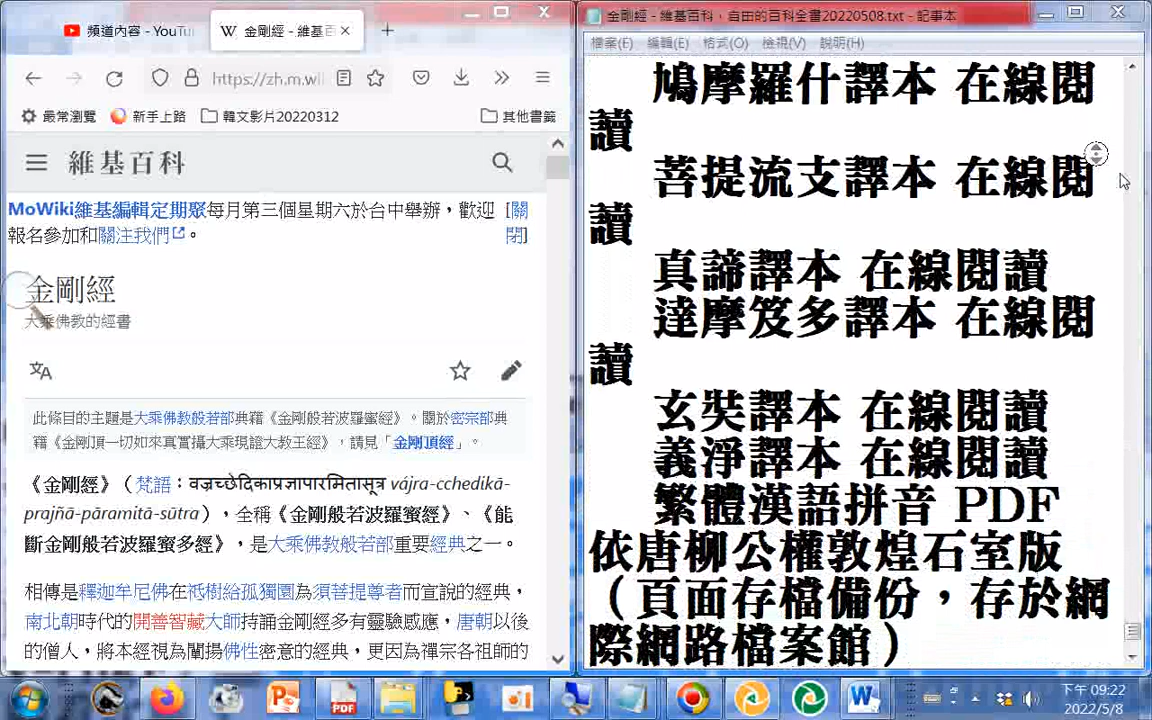 頻道內容 - YouTu
金剛經 - 維基百
https://zh.m.wil
最常瀏覽 新手上路 韓文影片20220312 其他書籤
維基百科
MoWiki維基編輯定期聚每月第三個星期六於台中舉辦，歡迎報名參加和關注我們。
[關閉]
金剛經
大乘佛教的經書
此條目的主題是大乘佛教般若部典籍《金剛般若波羅蜜經》。關於密宗部典
籍《金剛頂一切如來真實攝大乘現證大教王經》，請見「金剛頂經」。
《金剛經》（梵語：वज्रच्छेदिकाप्रज्ञापारमितासूत्र vájra-cchedikā-
prajñā-pāramitā-sūtra），全稱《金剛般若波羅蜜經》、《能
斷金剛般若波羅蜜多經》，是大乘佛教般若部重要經典之一。
相傳是釋迦牟尼佛在祇樹給孤獨園為須菩提尊者而宣說的經典，
南北朝時代的開善智藏大師持誦金剛經多有靈驗感應，唐朝以後
的僧人，將本經視為闡揚佛性密意的經典，更因為禪宗各祖師的
金剛經 - 維基百科，自由的百科全書20220508.txt - 記事本
檔案(F) 編輯(E) 格式(O) 檢視(V) 說明(H)
鳩摩羅什譯本 在線閱
讀
菩提流支譯本 在線閱
讀
真諦譯本 在線閱讀
達摩笈多譯本 在線閱
讀
玄奘譯本 在線閱讀
義淨譯本 在線閱讀
繁體漢語拼音 PDF
依唐柳公權敦煌石室版
（頁面存檔備份，存於網
際網路檔案館）
下午 09:22
2022/5/8